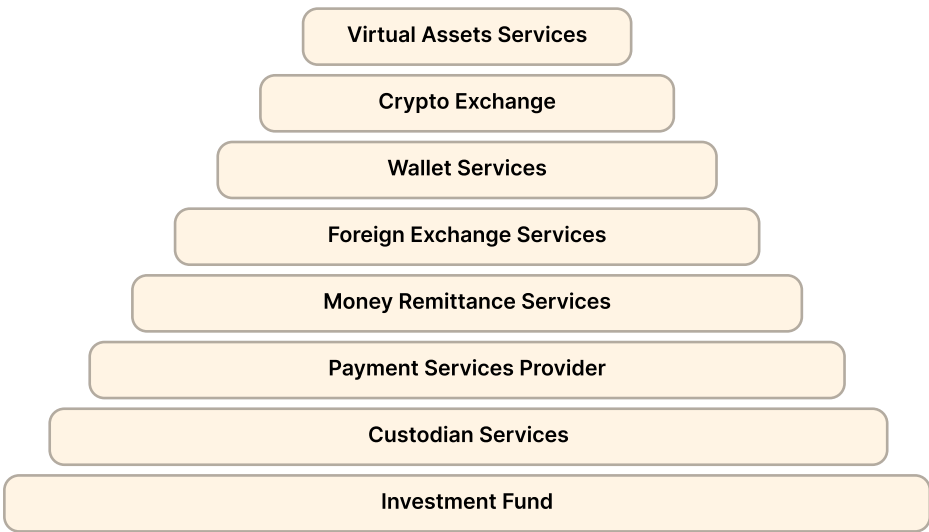 Virtual Assets Services
Crypto Exchange
Wallet Services
Foreign Exchange Services
Money Remittance Services
Payment Services Provider
Custodian Services
Investment Fund